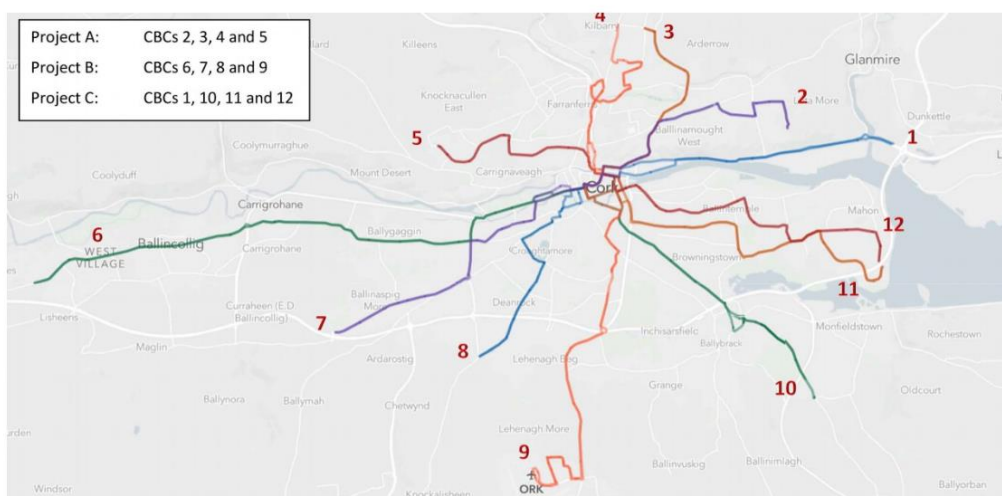 Project A: CBCs 2, 3, 4 and 5
Project B: CBCs 6, 7, 8 and 9
Project C: CBCs 1, 10, 11 and 12
4
Kilbarry
3
Killeens
Arderrow
Glanmire
Knocknacullen
East
Farranferris
2
Dunkettle
5
Ballinamought
West
1
Coolymurraghue
Coolyduff
Mount Desert
Carrignaveagh
Cork
Carrigrohane
Ballintemple
Mahon
6
WEST
VILLAGE
Ballincollig
Ballygaggin
12
Carrigrohane
Croughtamore
Browningstown
11
Curraheen (E.D.
Ballincollig)
Ballinaspig
More
Deanrock
Lisheens
7
Inchisarsfield
Monfieldstown
Rochestown
Maglin
Ardarostig
8
Lehenagh Beg
Ballybrack
Grange
10
Oldcourt
Ballynora
Ballymah
Chetwynd
Lehenagh More
9
ORK
Ballinvuskig
Ballinimlagh
Windsor
Knockalisheen
Ballyorban